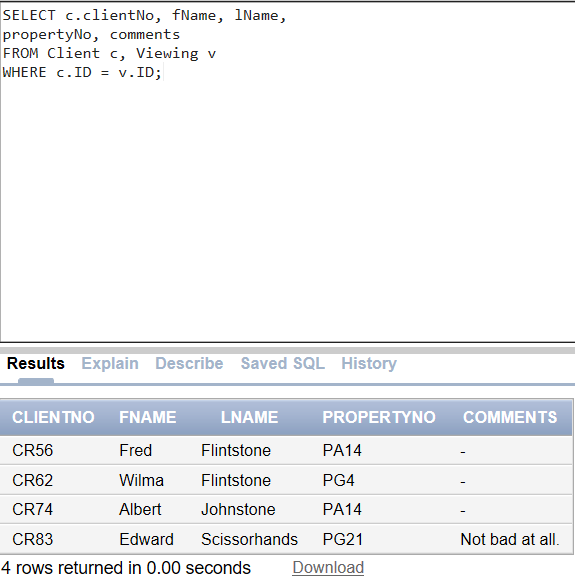 SELECT c.clientNo, fName, lName,
propertyNo, comments
FROM Client c, Viewing v
WHERE c.ID = v.ID;
Results Explain Describe Saved SQL History
CLIENTNO FNAME LNAME PROPERTYNO COMMENTS
CR56 Fred Flintstone PA14 -
CR62 Wilma Flintstone PG4 -
CR74 Albert Johnstone PA14 -
CR83 Edward Scissorhands PG21 Not bad at all.
4 rows returned in 0.00 seconds Download